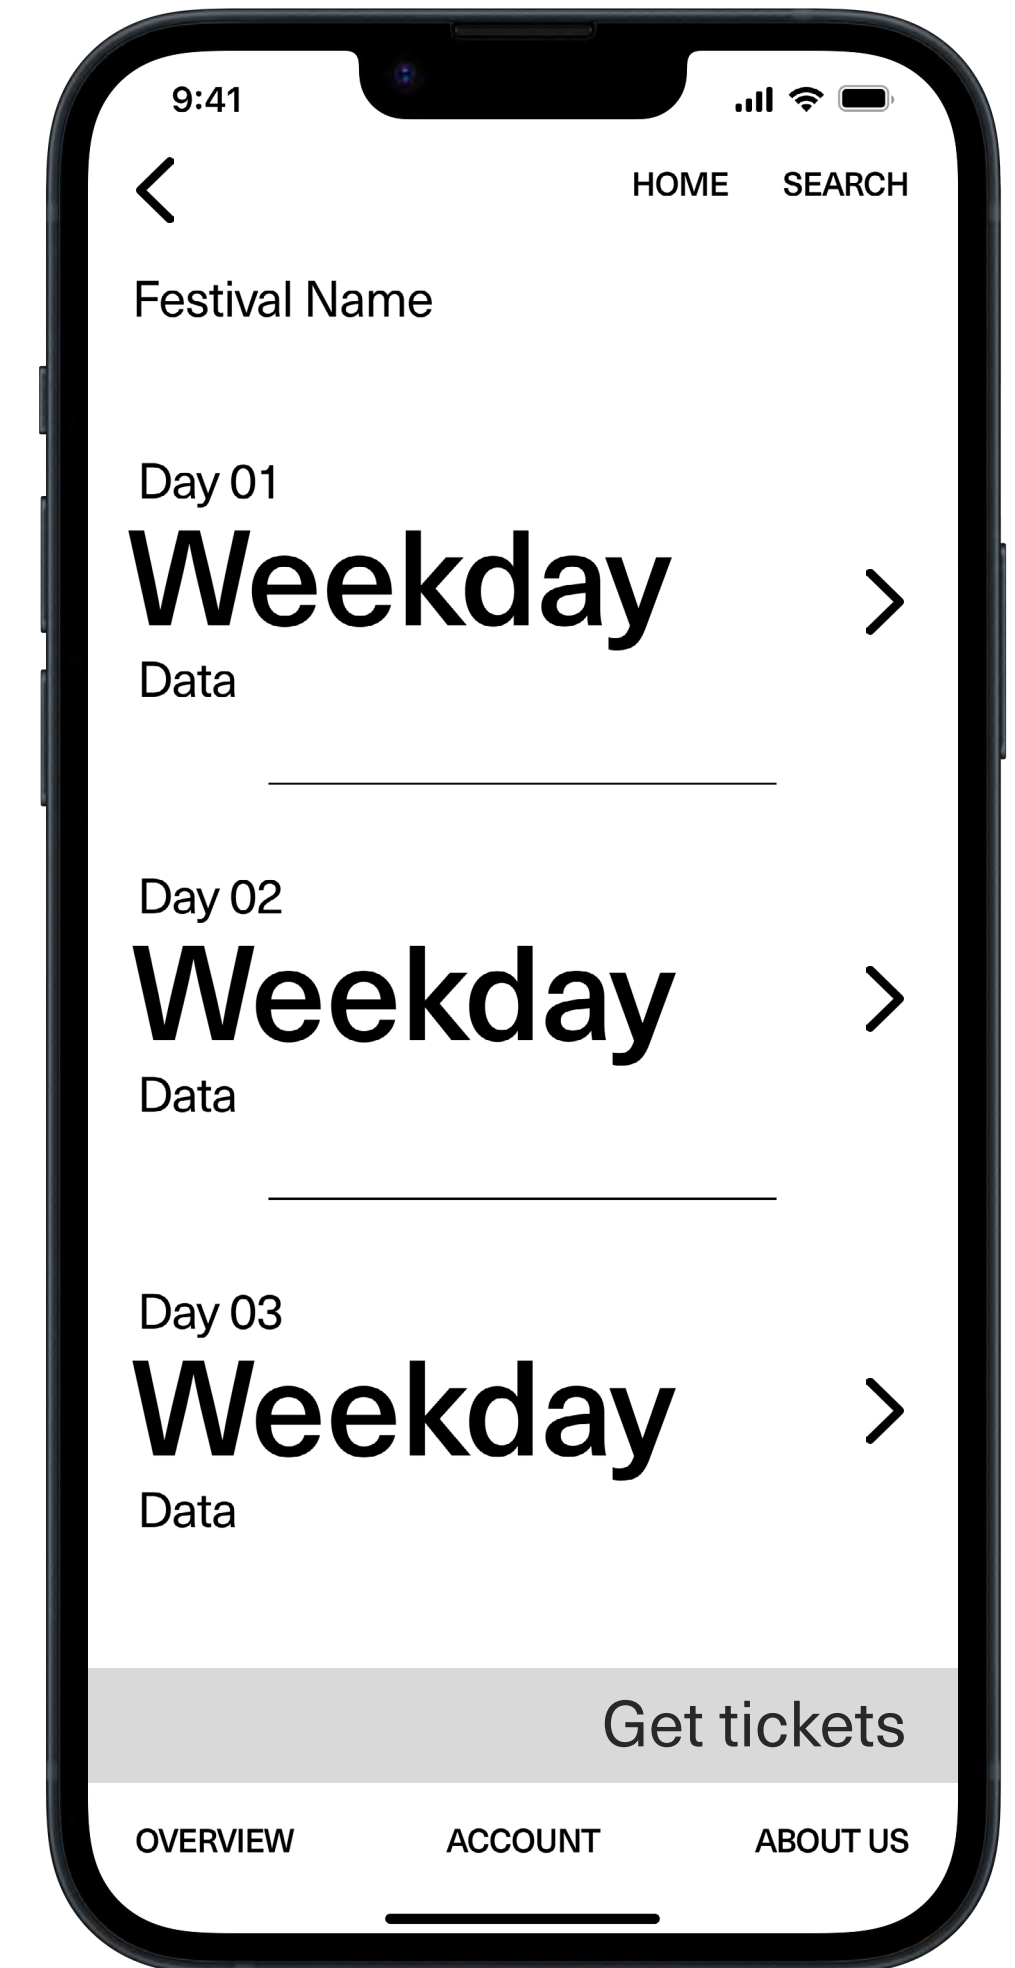 9:41
HOME SEARCH
Festival Name
Day 01
Weekday
Data
Day 02
Weekday
Data
Day 03
Weekday
Data
Get tickets
OVERVIEW ACCOUNT ABOUT US